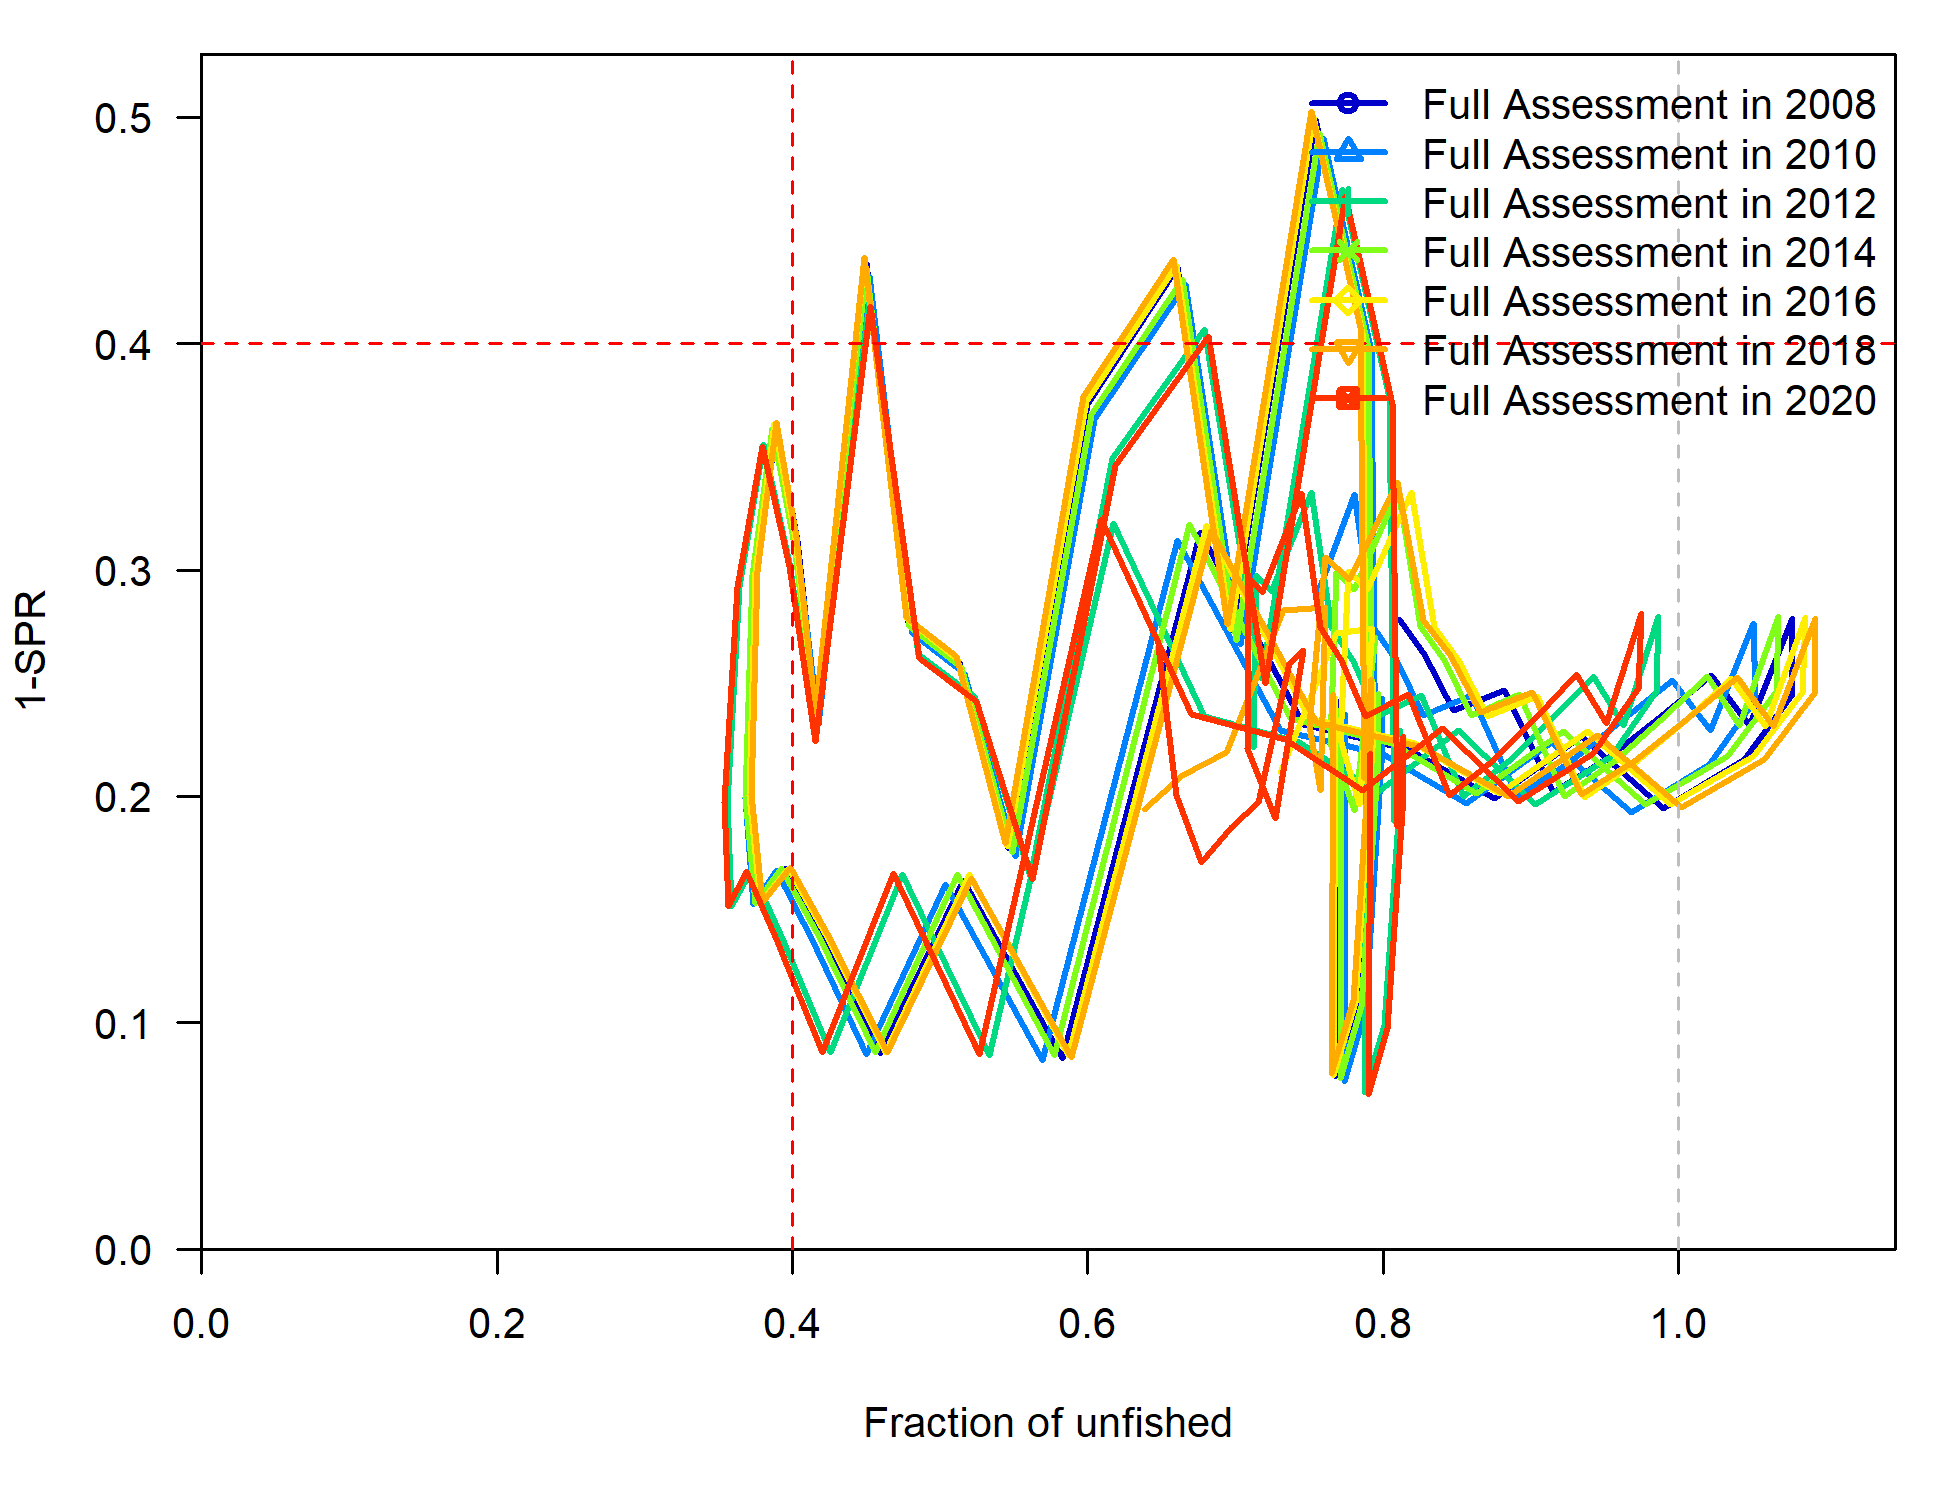 Full Assessment in 2008
Full Assessment in 2010
Full Assessment in 2012
Full Assessment in 2014
Full Assessment in 2016
Full Assessment in 2018
Full Assessment in 2020
0.5
0.4
0.3
0.2
0.1
0.0
1-SPR
0.0 0.2 0.4 0.6 0.8 1.0
Fraction of unfished